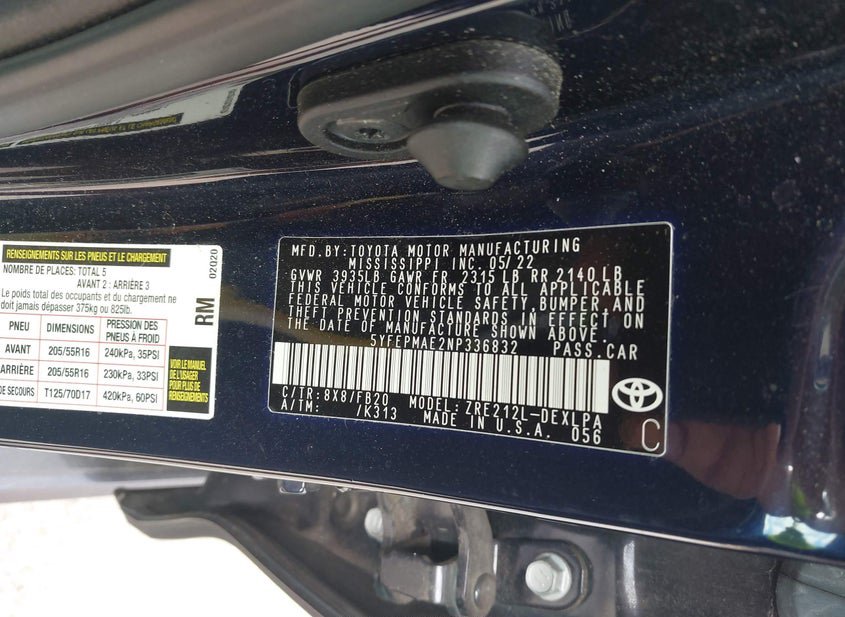 RENSEIGNEMENTS SUR LES PNEUS ET LE CHARGEMENT
NOMBRE DE PLACES: TOTAL 5
AVANT 2 : ARRIÈRE 3
Le poids total des occupants et du chargement ne
doit jamais dépasser 375kg ou 825lb.
PNEU DIMENSIONS PRESSION DES PNEUS À FROID
AVANT 205/55R16 240kPa, 35PSI
ARRIÈRE 205/55R16 230kPa, 33PSI
DE SECOURS T125/70D17 420kPa, 60PSI
VOIR LE MANUEL
DE L'USAGER
POUR PLUS DE
RENSEIGNEMENTS
RM
02Q20
MFD.BY:TOYOTA MOTOR MANUFACTURING
MISSISSIPPI INC. 05/22
GVWR 3935LB GAWR FR 2315 LB RR 2140 LB
THIS VEHICLE CONFORMS TO ALL APPLICABLE
FEDERAL MOTOR VEHICLE SAFETY, BUMPER AND
THEFT PREVENTION STANDARDS IN EFFECT ON
THE DATE OF MANUFACTURE SHOWN ABOVE.
5YFEPMAE2NP336832 PASS.CAR
C/TR: 8X8/FB20 MODEL: ZRE212L-DEXLPA
A/TM: /K313 MADE IN U.S.A. 056
C